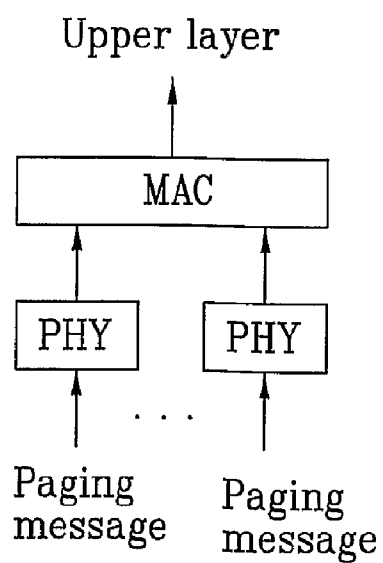 Upper layer
MAC
PHY
PHY
. . .
Paging
message
Paging
message